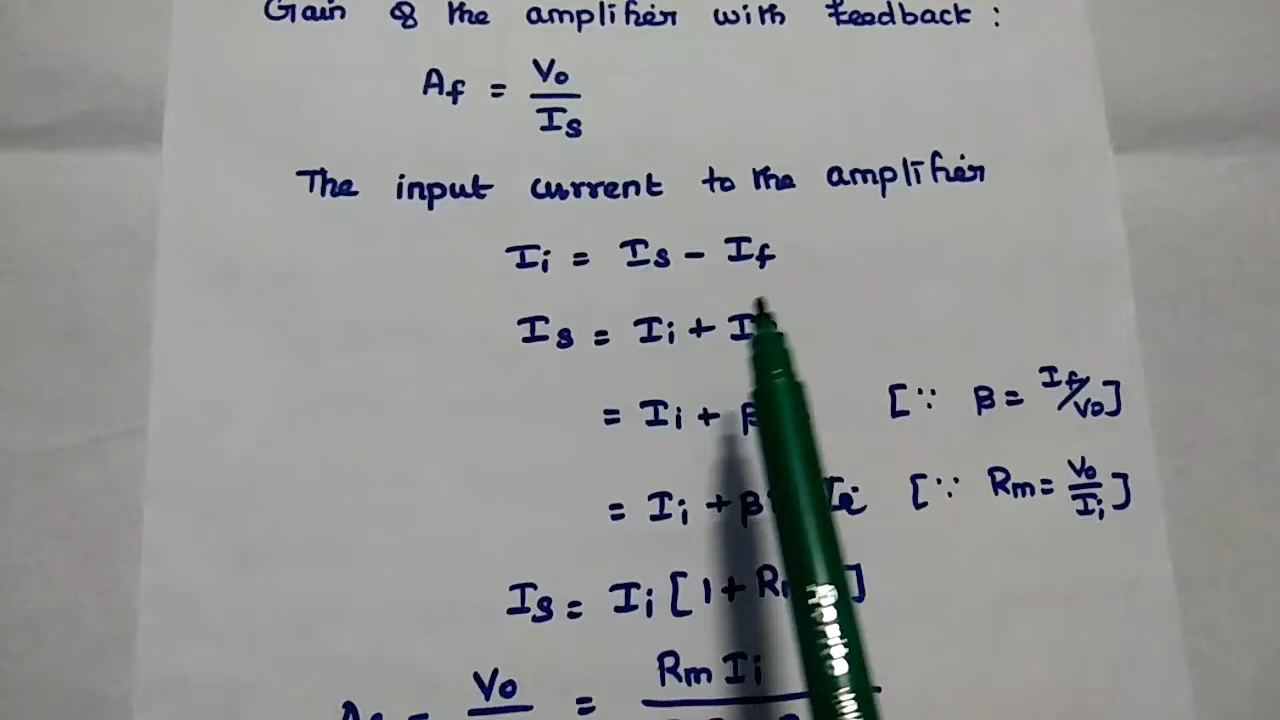 Gain of the amplifier with feedback :
Af = Vo / Is
The input current to the amplifier
Ii = Is - If
Is = Ii + I
= Ii + β [∵ β = If/Vo]
= Ii + β Ii [∵ Rm = Vo/Ii]
Is = Ii [1 + R ]
Vo = Rm Ii